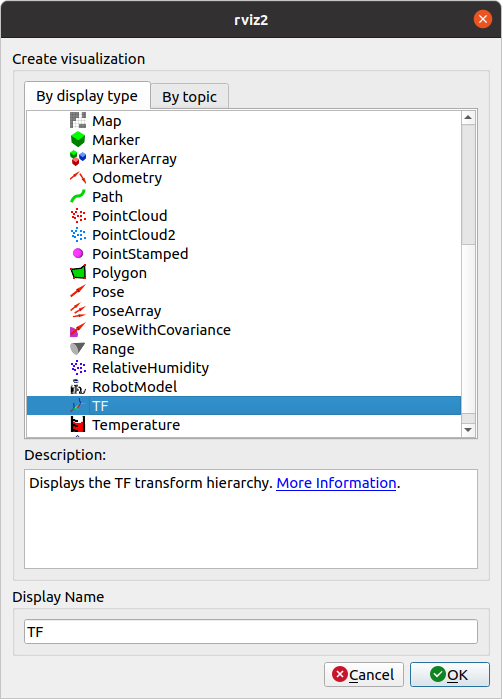 rviz2
Create visualization
By display type
By topic
Map
Marker
MarkerArray
Odometry
Path
PointCloud
PointCloud2
PointStamped
Polygon
Pose
PoseArray
PoseWithCovariance
Range
RelativeHumidity
RobotModel
TF
Temperature
Description:
Displays the TF transform hierarchy. More Information.
Display Name
TF
Cancel
OK